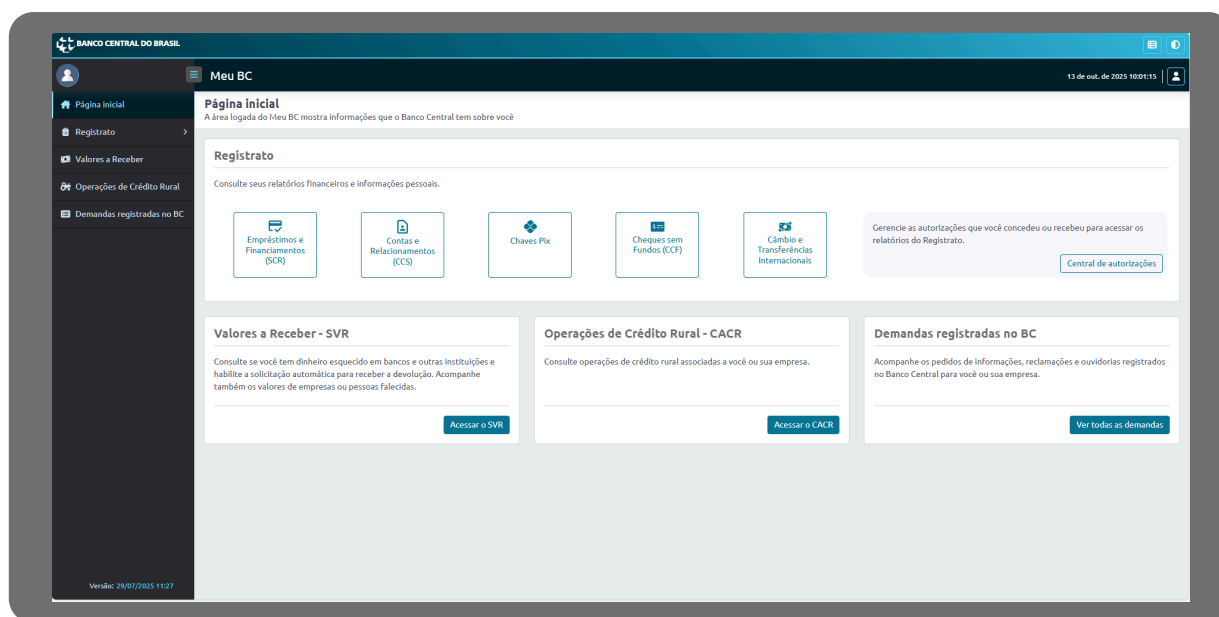 BANCO CENTRAL DO BRASIL
Meu BC
13 de out. de 2025 10:01:15
Página inicial
Registrato
Valores a Receber
Operações de Crédito Rural
Demandas registradas no BC
Versão: 29/07/2025 11:27
Página inicial
A área logada do Meu BC mostra informações que o Banco Central tem sobre você
Registrato
Consulte seus relatórios financeiros e informações pessoais.
Empréstimos e
Financiamentos
(SCR)
Contas e
Relacionamentos
(CCS)
Chaves Pix
Cheques sem
Fundos (CCF)
Câmbio e
Transferências
Internacionais
Gerencie as autorizações que você concedeu ou recebeu para acessar os
relatórios do Registrato.
Central de autorizações
Valores a Receber - SVR
Consulte se você tem dinheiro esquecido em bancos e outras instituições e
habilite a solicitação automática para receber a devolução. Acompanhe
também os valores de empresas ou pessoas falecidas.
Acessar o SVR
Operações de Crédito Rural - CACR
Consulte operações de crédito rural associadas a você ou sua empresa.
Acessar o CACR
Demandas registradas no BC
Acompanhe os pedidos de informações, reclamações e ouvidorias registrados
no Banco Central para você ou sua empresa.
Ver todas as demandas